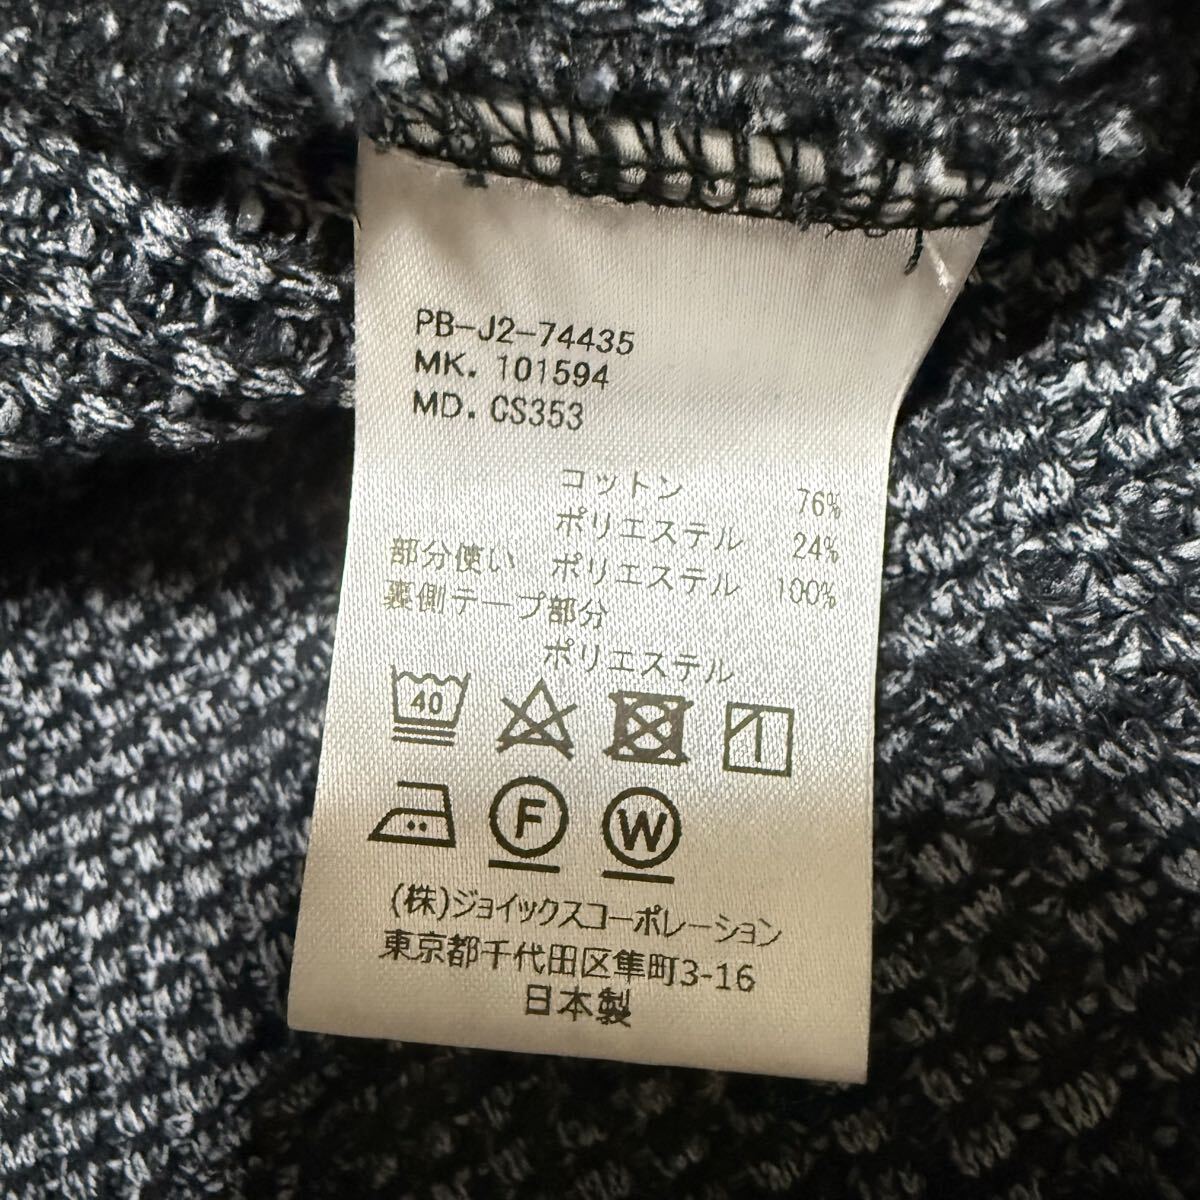 PB-J2-74435
MK. 101594
MD. CS353
コットン 76%
ポリエステル 24%
部分使い ポリエステル 100%
裏側テープ部分
ポリエステル
40
F W
(株)ジョイックスコーポレーション
東京都千代田区隼町3-16
日本製